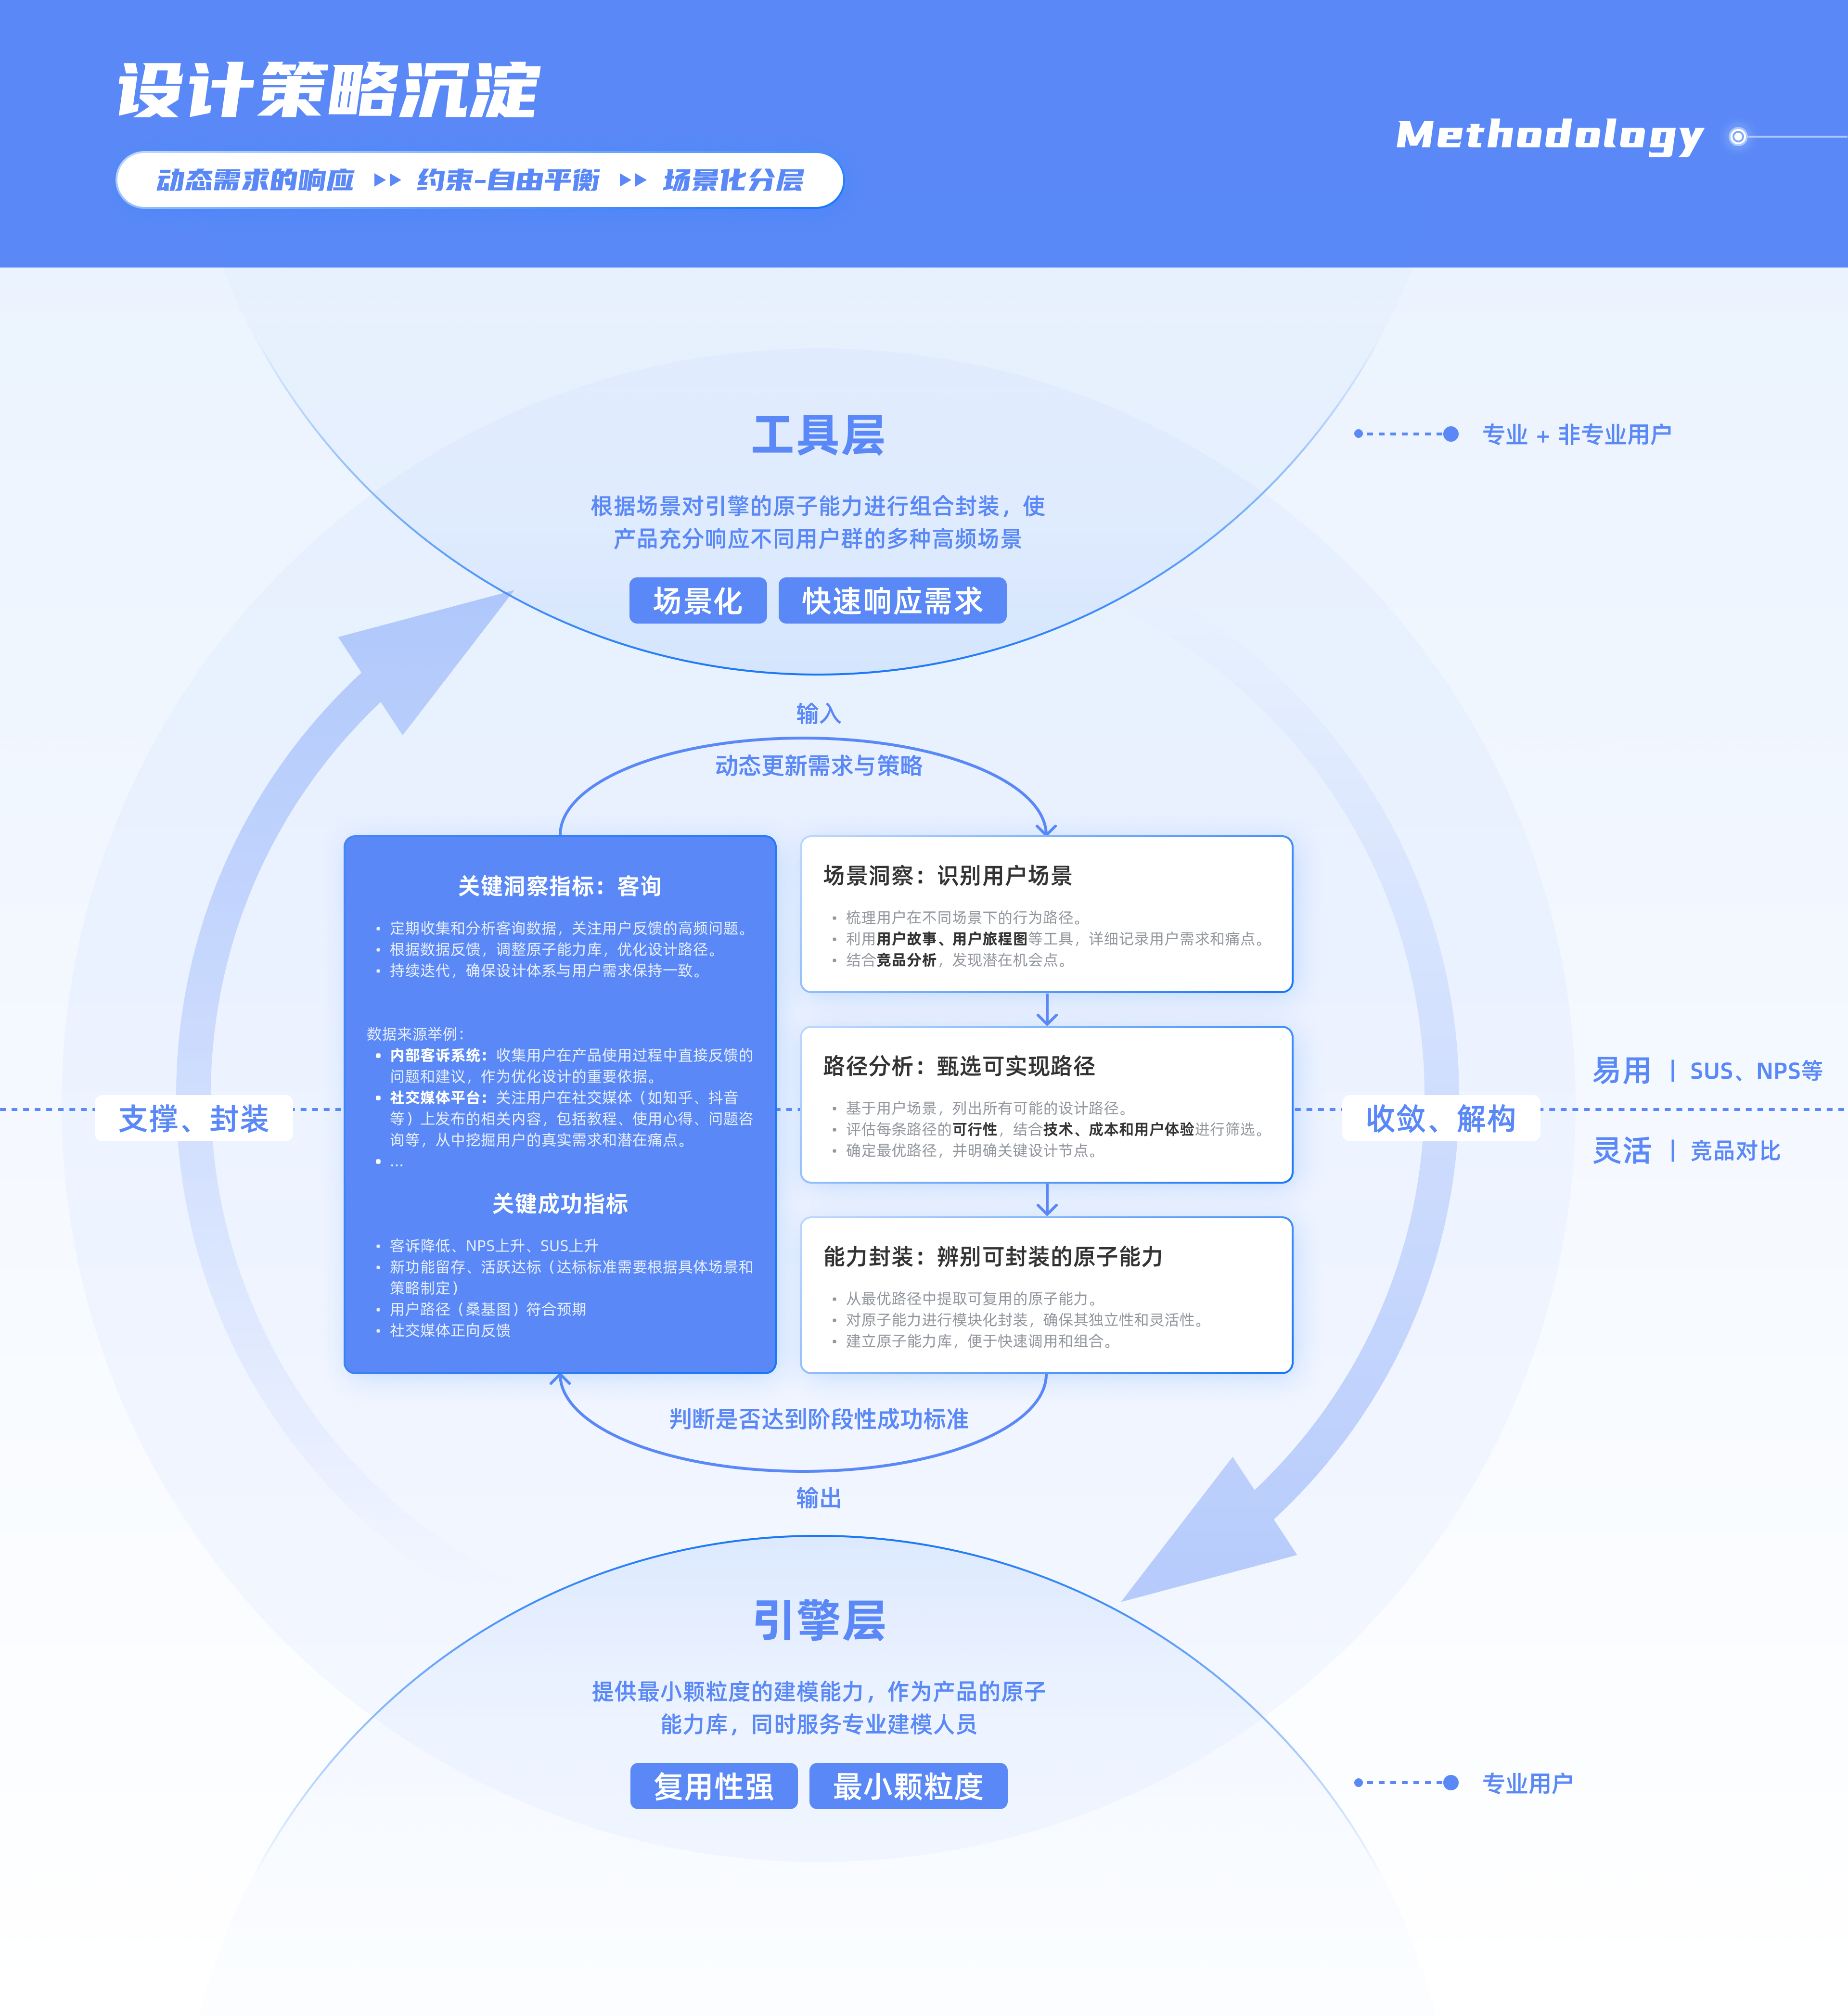 设计策略沉淀
动态需求的响应 ▶▶ 约束-自由平衡 ▶▶ 场景化分层
Methodology
工具层
专业 + 非专业用户
根据场景对引擎的原子能力进行组合封装，使
产品充分响应不同用户群的多种高频场景
场景化 快速响应需求
输入
动态更新需求与策略
关键洞察指标：客询
• 定期收集和分析客询数据，关注用户反馈的高频问题。
• 根据数据反馈，调整原子能力库，优化设计路径。
• 持续迭代，确保设计体系与用户需求保持一致。
数据来源举例：
• 内部客诉系统：收集用户在产品使用过程中直接反馈的
问题和建议，作为优化设计的重要依据。
• 社交媒体平台：关注用户在社交媒体（如知乎、抖音
等）上发布的相关内容，包括教程、使用心得、问题咨
询等，从中挖掘用户的真实需求和潜在痛点。
• ...
关键成功指标
• 客诉降低、NPS上升、SUS上升
• 新功能留存、活跃达标（达标标准需要根据具体场景和
策略制定）
• 用户路径（桑基图）符合预期
• 社交媒体正向反馈
场景洞察：识别用户场景
• 梳理用户在不同场景下的行为路径。
• 利用用户故事、用户旅程图等工具，详细记录用户需求和痛点。
• 结合竞品分析，发现潜在机会点。
路径分析：甄选可实现路径
• 基于用户场景，列出所有可能的设计路径。
• 评估每条路径的可行性，结合技术、成本和用户体验进行筛选。
• 确定最优路径，并明确关键设计节点。
能力封装：辨别可封装的原子能力
• 从最优路径中提取可复用的原子能力。
• 对原子能力进行模块化封装，确保其独立性和灵活性。
• 建立原子能力库，便于快速调用和组合。
支撑、封装
收敛、解构
易用 | SUS、NPS等
灵活 | 竞品对比
判断是否达到阶段性成功标准
输出
引擎层
提供最小颗粒度的建模能力，作为产品的原子
能力库，同时服务专业建模人员
复用性强 最小颗粒度
专业用户